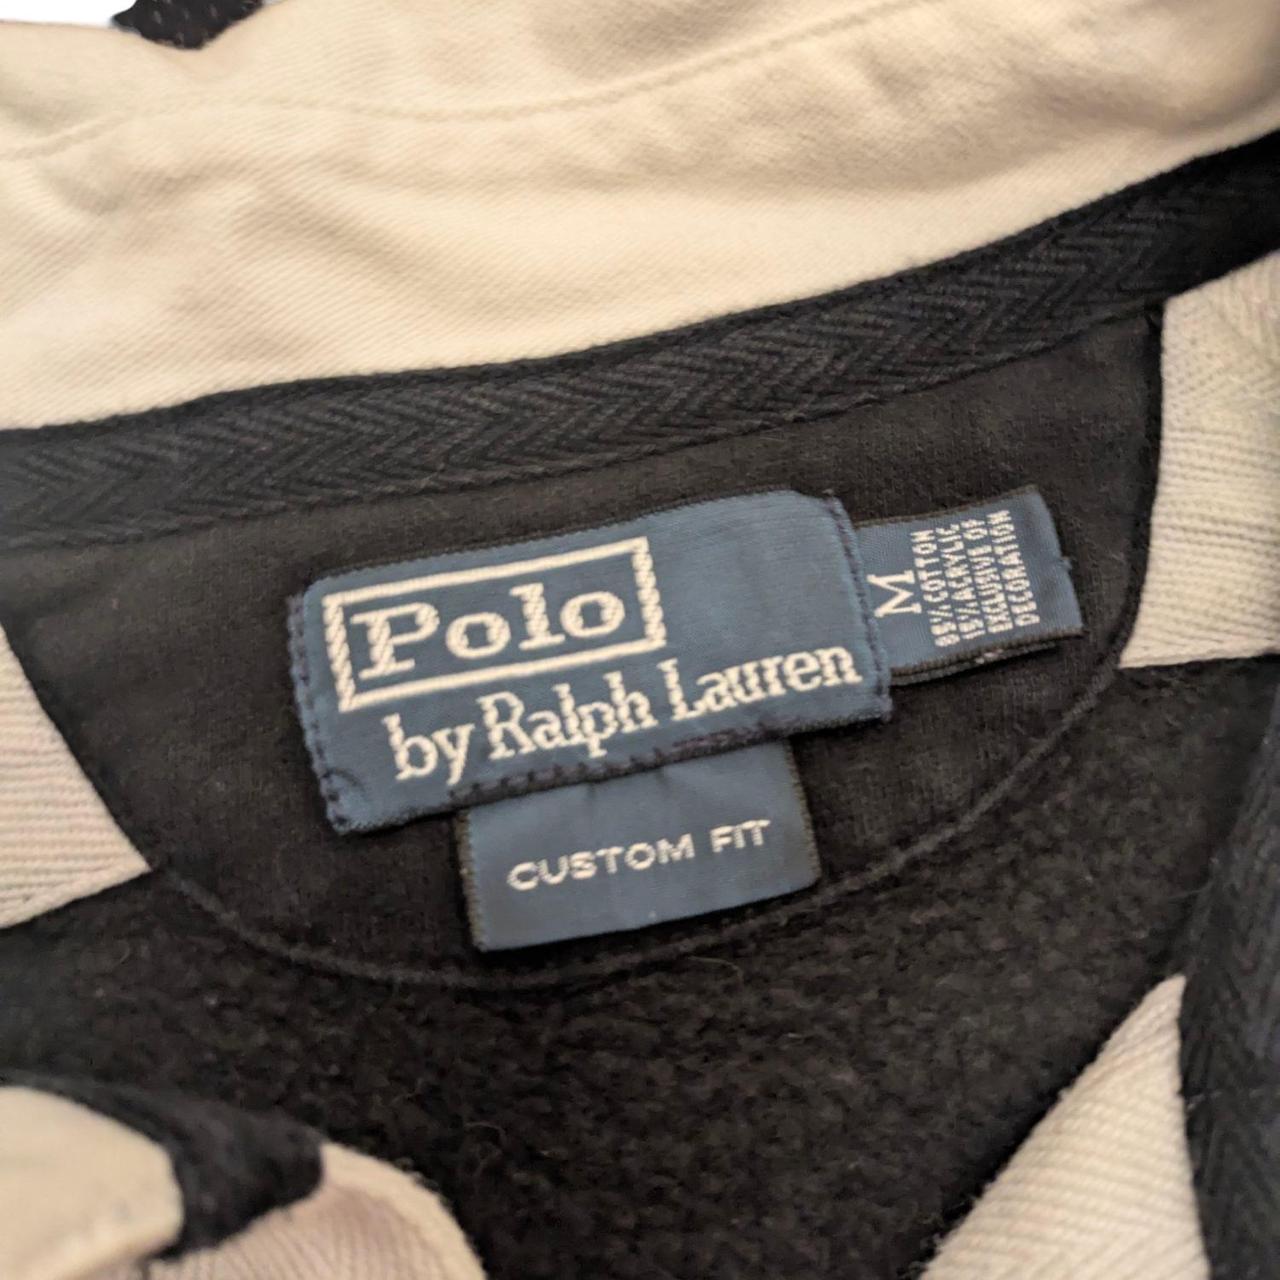 Polo
by Ralph Lauren
M
85% COTTON
15% ACRYLIC
EXCLUSIVE OF
DECORATION
CUSTOM FIT